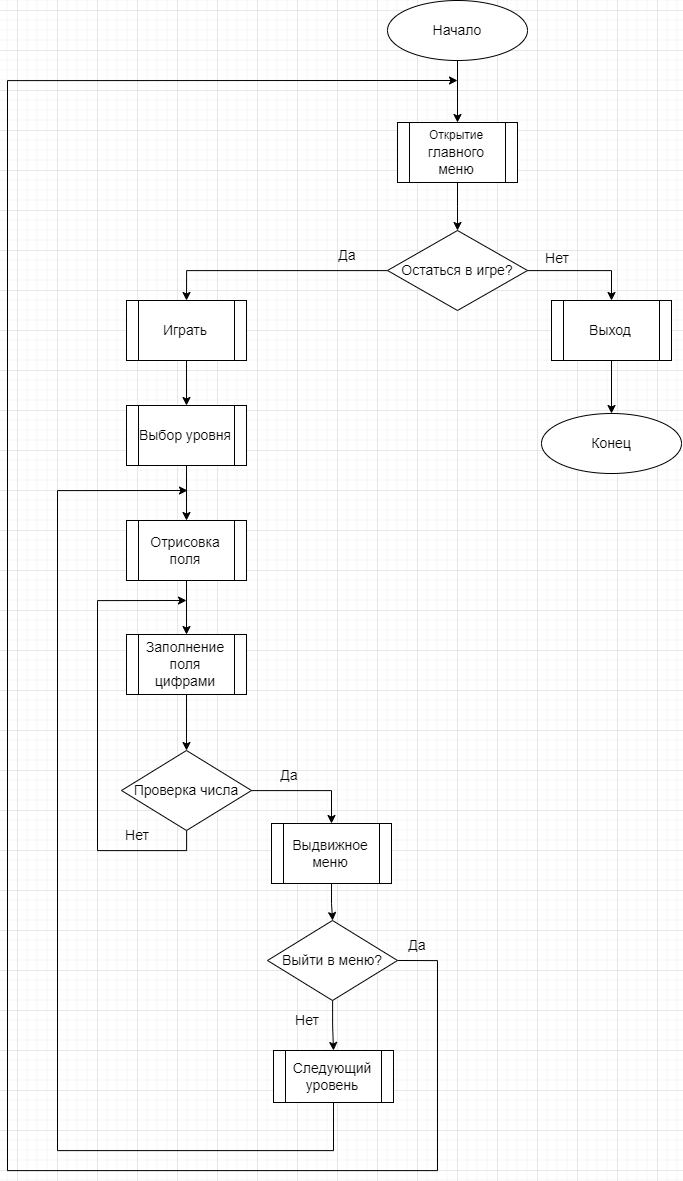 Начало
Открытие
главного
меню
Остаться в игре?
Да
Нет
Играть
Выход
Выбор уровня
Конец
Отрисовка
поля
Заполнение
поля
цифрами
Проверка числа
Да
Нет
Выдвижное
меню
Выйти в меню?
Да
Нет
Следующий
уровень